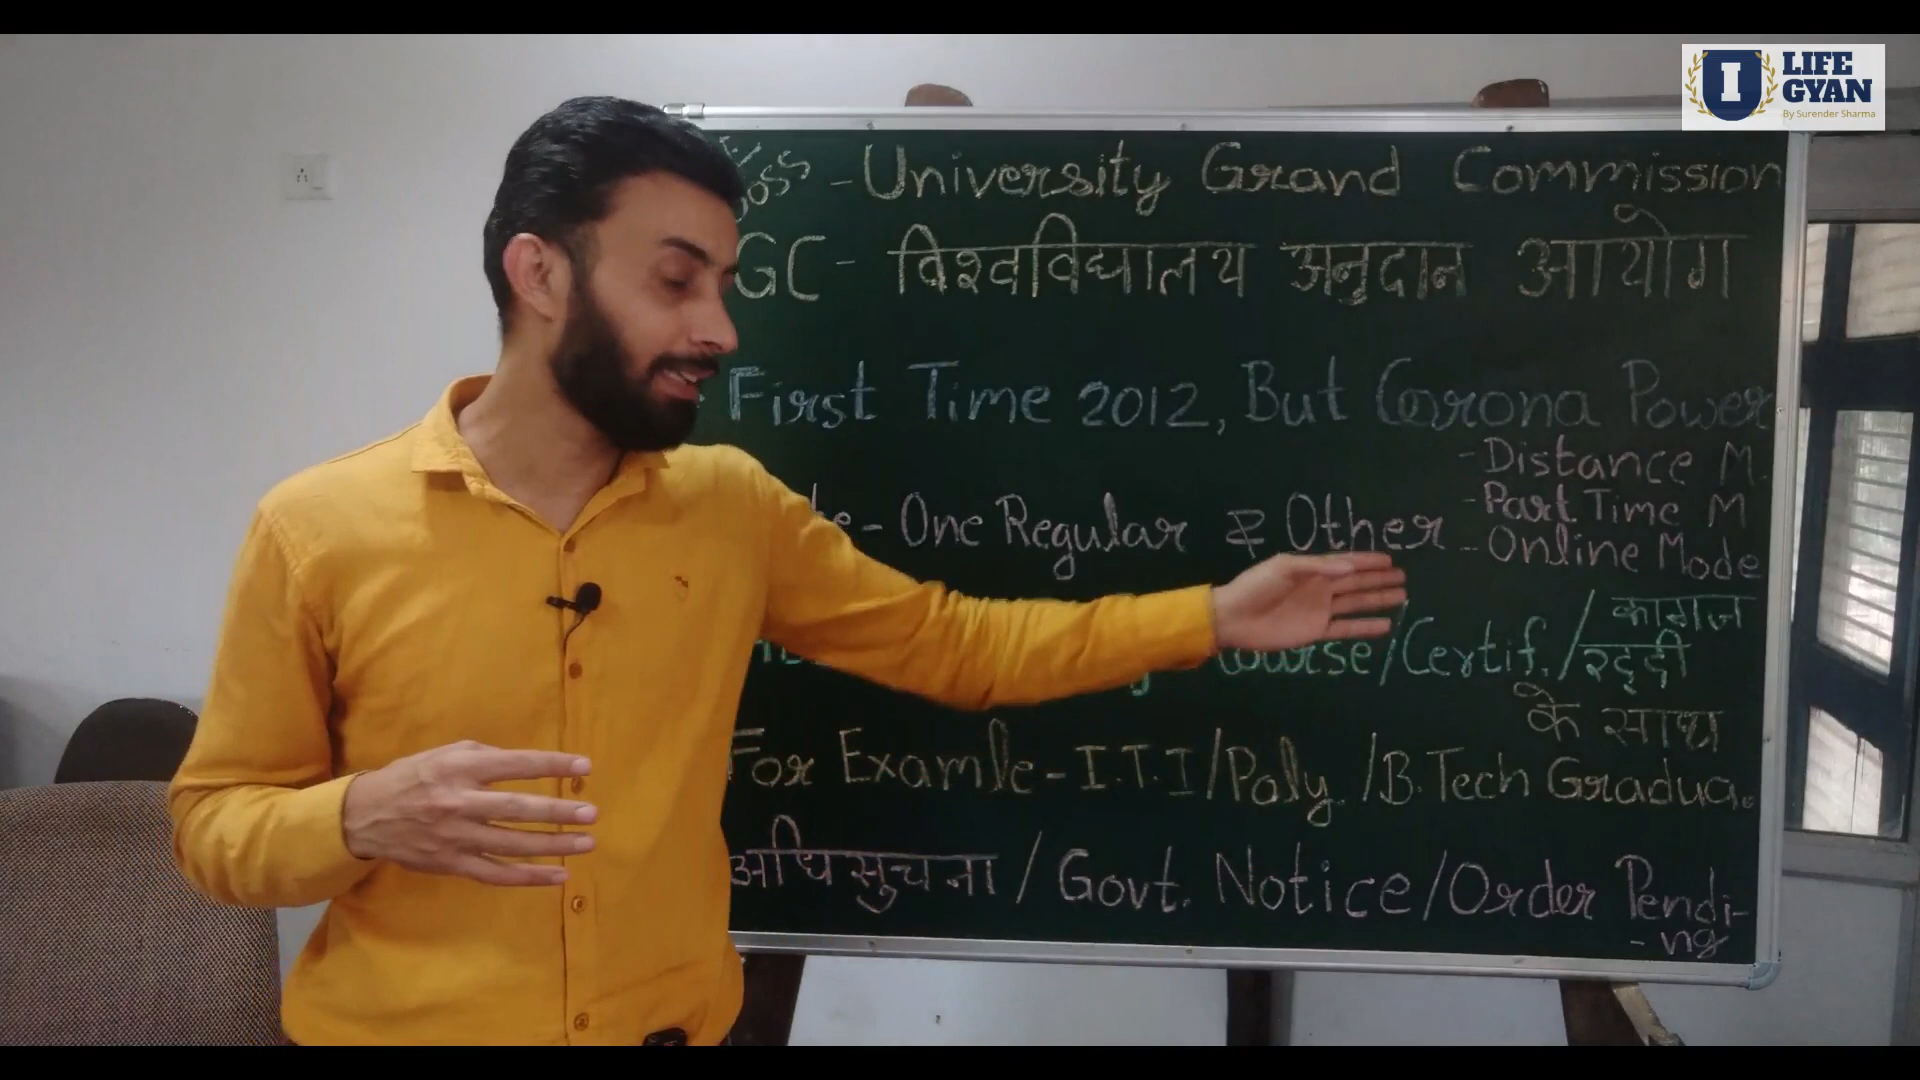 LIFE
GYAN
By Surender Sharma
- University Grand Commission
GC - विश्वविद्यालय अनुदान आयोग
First Time 2012, But Corona Power
- Distance M.
- Part Time M
- One Regular & Other - Online Mode
Course/Certif./ कागज
रद्दी
के साथ
For Examle - I.T.I/Poly./B.Tech Gradua.
अधिसुचना / Govt. Notice/Order Pendi-
- ng